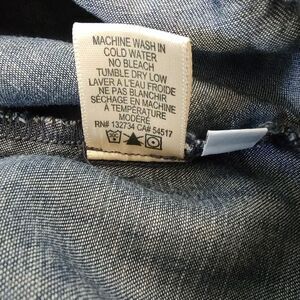 MACHINE WASH IN
COLD WATER
NO BLEACH
TUMBLE DRY LOW
LAVER A L'EAU FROIDE
NE PAS BLANCHIR
SÉCHAGE EN MACHINE
À TEMPÉRATURE
MODÉRÉ
RN# 132734 CA# 54517